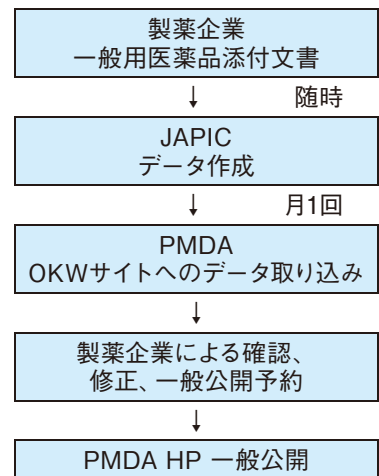 製薬企業
一般用医薬品添付文書
↓ 随時
JAPIC
データ作成
↓ 月1回
PMDA
OKWサイトへのデータ取り込み
↓
製薬企業による確認、
修正、一般公開予約
↓
PMDA HP 一般公開